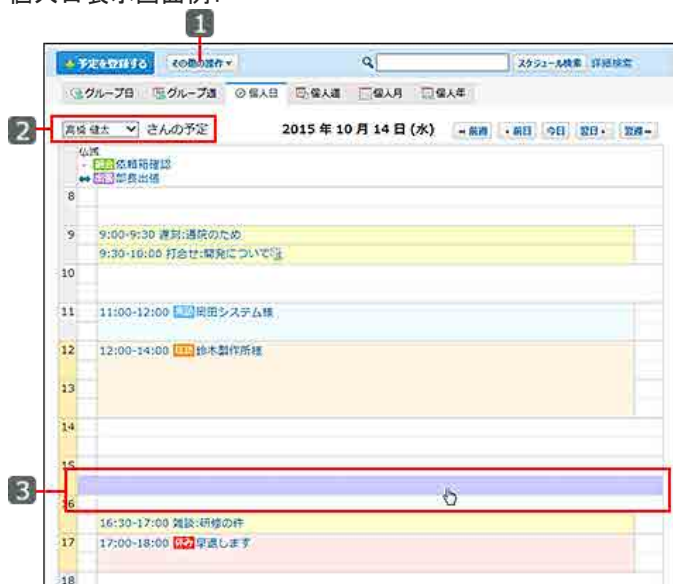 個人日表示画面例:
1
予定を登録する その他の操作 スケジュール検索 詳細検索
グループ日 グループ週 個人日 個人週 個人月 個人年
2
高橋 健太 さんの予定 2015 年 10 月 14 日 (水) 前週 前日 今日 翌日 翌週
仏滅
依頼箱確認
出張 部長出張
8
9 9:00-9:30 遅刻:通院のため
9:30-10:00 打合せ:開発について
10
11 11:00-12:00 岡田システム様
12 12:00-14:00 鈴木製作所様
13
14
15
3
16
16:30-17:00 雑談:研修の件
17 17:00-18:00 休み 早退します
18